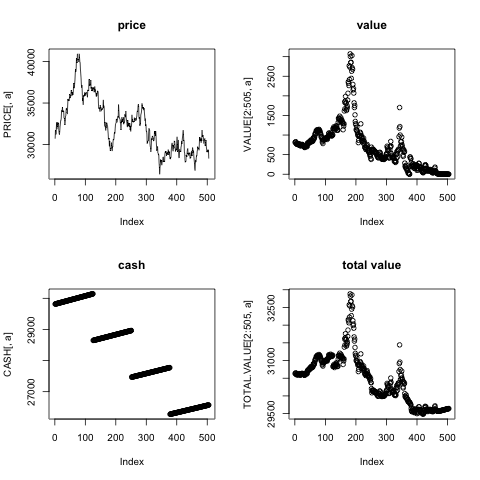 price
PRICE[, a]
40000
35000
30000
0 100 200 300 400 500
Index
value
VALUE[2:505, a]
2500
1500
500
0
0 100 200 300 400 500
Index
cash
CASH[, a]
29000
27000
0 100 200 300 400 500
Index
total value
TOTAL.VALUE[2:505, a]
32500
31000
29500
0 100 200 300 400 500
Index